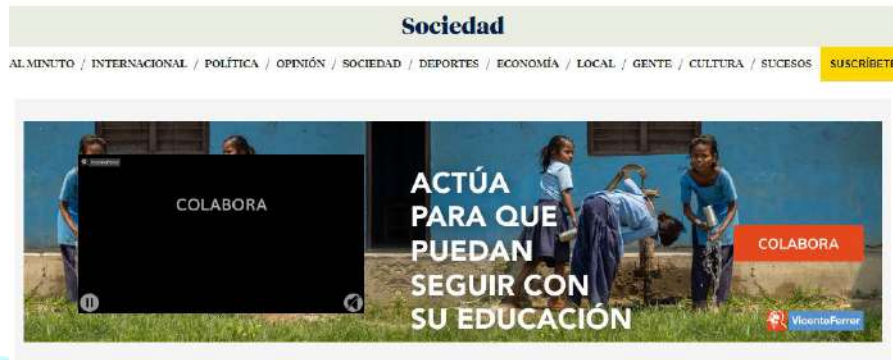 Sociedad
AL MINUTO / INTERNACIONAL / POLÍTICA / OPINIÓN / SOCIEDAD / DEPORTES / ECONOMÍA / LOCAL / GENTE / CULTURA / SUCESOS SUSCRÍBETE
COLABORA
ACTÚA
PARA QUE
PUEDAN
SEGUIR CON
SU EDUCACIÓN
COLABORA
VicenteFerrer